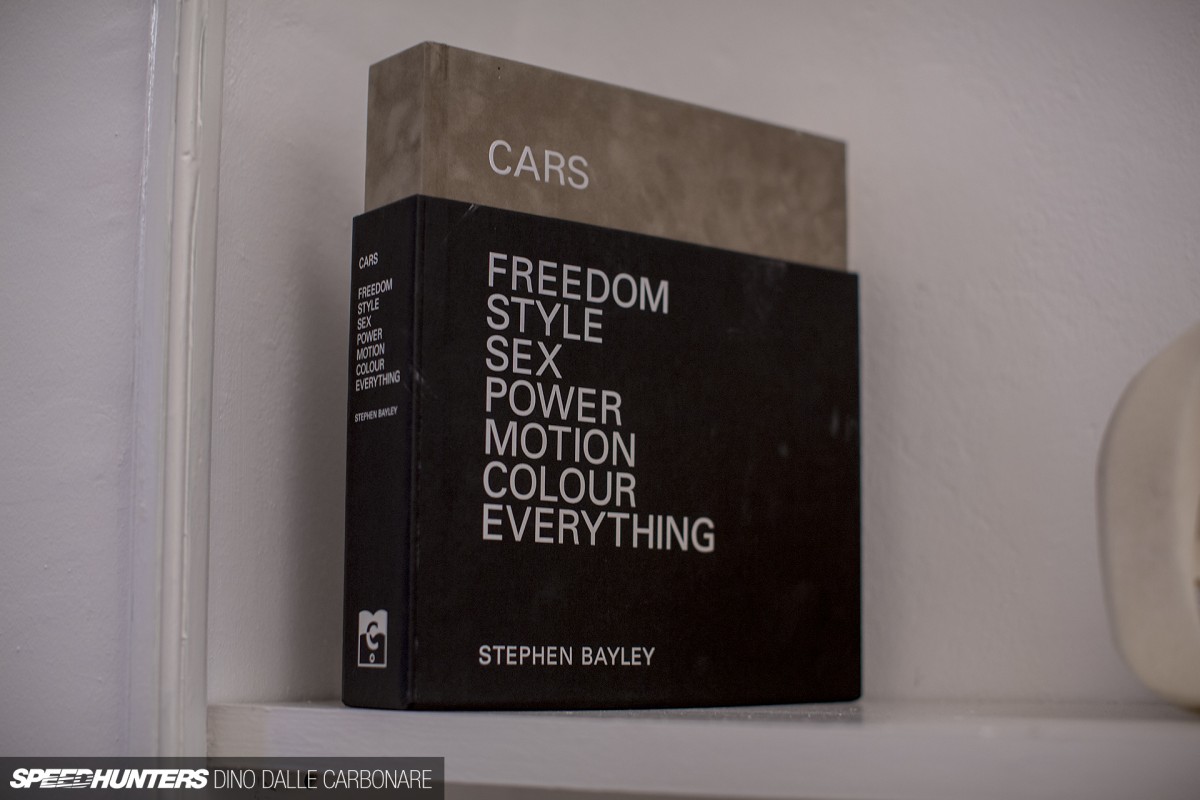 CARS
FREEDOM
STYLE
SEX
POWER
MOTION
COLOUR
EVERYTHING
STEPHEN BAYLEY
CARS
FREEDOM
STYLE
SEX
POWER
MOTION
COLOUR
EVERYTHING
STEPHEN BAYLEY
SPEEDHUNTERS DINO DALLE CARBONARE